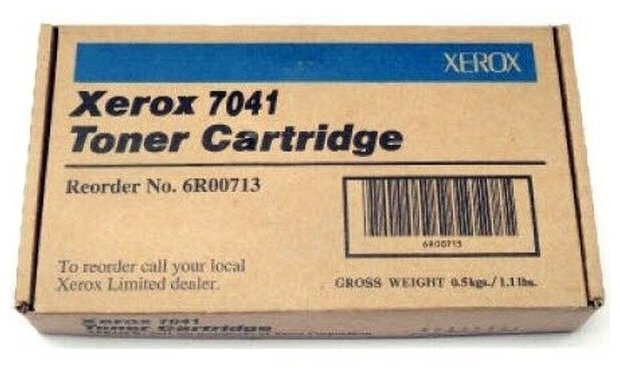 XEROX
Xerox 7041
Toner Cartridge
Reorder No. 6R00713
6R00713
To reorder call your local
Xerox Limited dealer.
GROSS WEIGHT 0.5kgs./1.1lbs.
Xerox 7041
Toner Cartridge